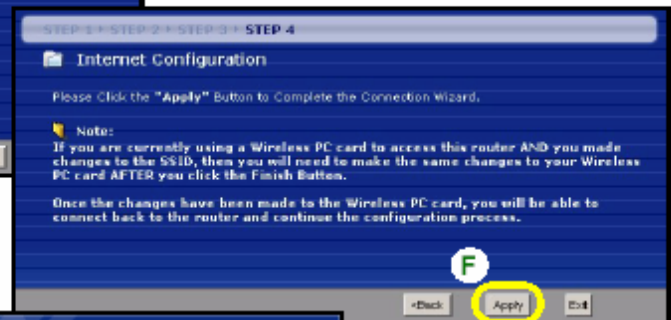 STEP 1 ▸ STEP 2 ▸ STEP 3 ▸ STEP 4
Internet Configuration
Please Click the "Apply" Button to Complete the Connection Wizard.
Note:
If you are currently using a Wireless PC card to access this router AND you made
changes to the SSID, then you will need to make the same changes to your Wireless
PC card AFTER you click the Finish Button.
Once the changes have been made to the Wireless PC card, you will be able to
connect back to the router and continue the configuration process.
F
<Back Apply Exit